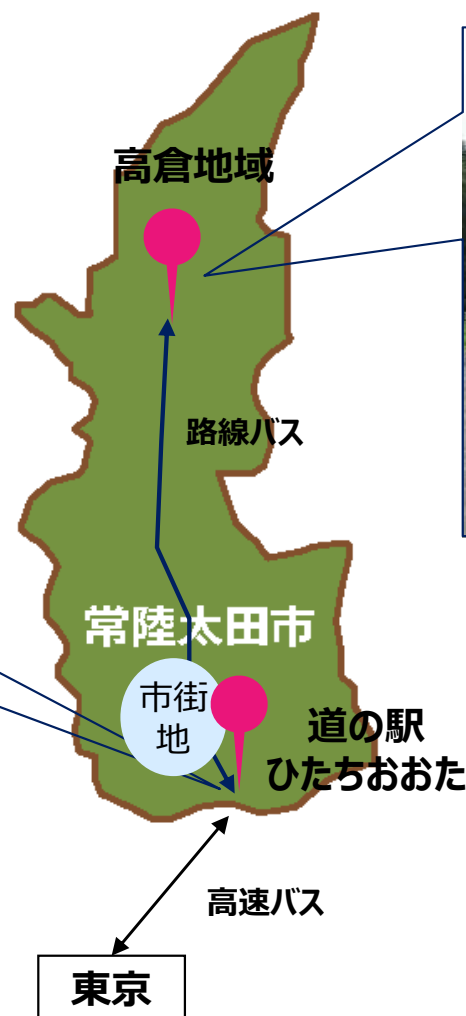 高倉地域
路線バス
常陸太田市
市街
地
道の駅
ひたちおおた
高速バス
東京